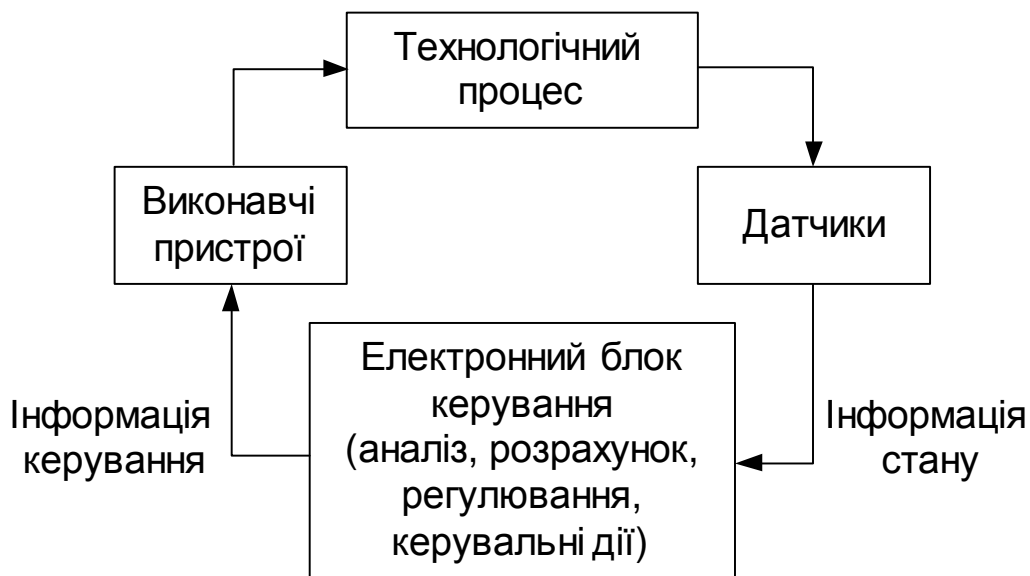 Технологічний
процес
Виконавчі
пристрої
Датчики
Електронний блок
керування
(аналіз, розрахунок,
регулювання,
керувальні дії)
Інформація
керування
Інформація
стану